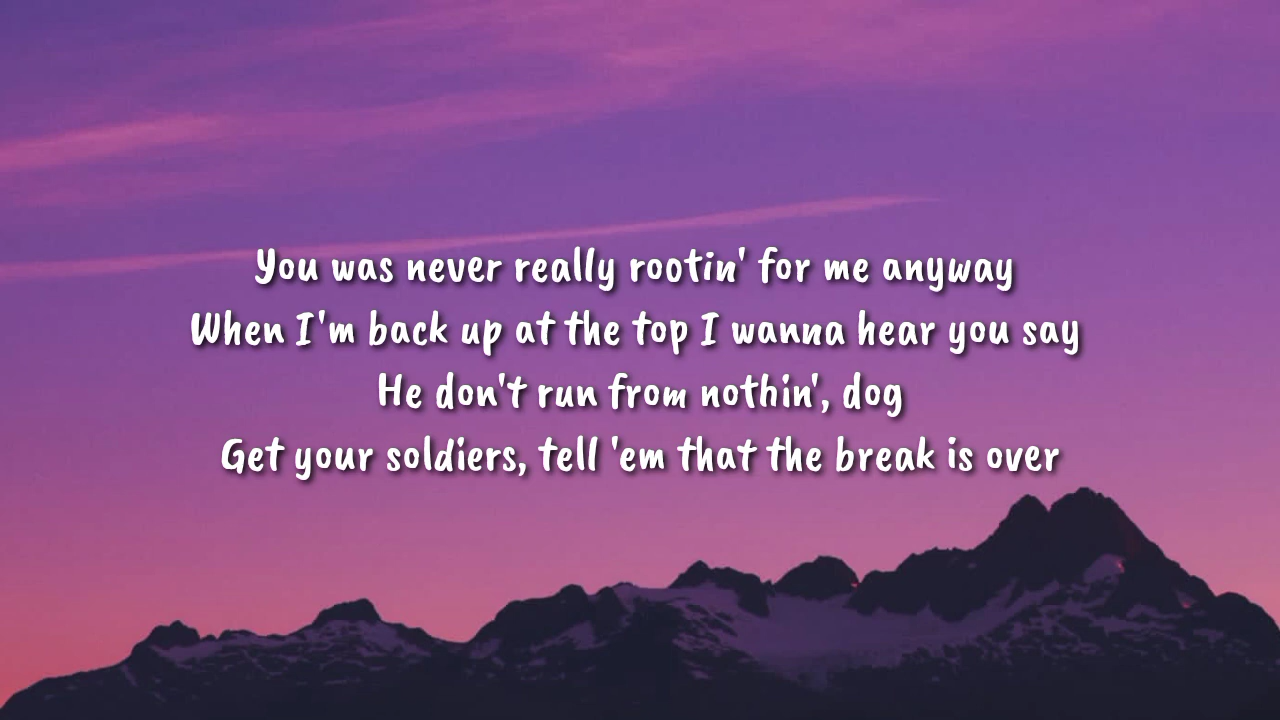 You was never really rootin' for me anyway
When I'm back up at the top I wanna hear you say
He don't run from nothin', dog
Get your soldiers, tell 'em that the break is over